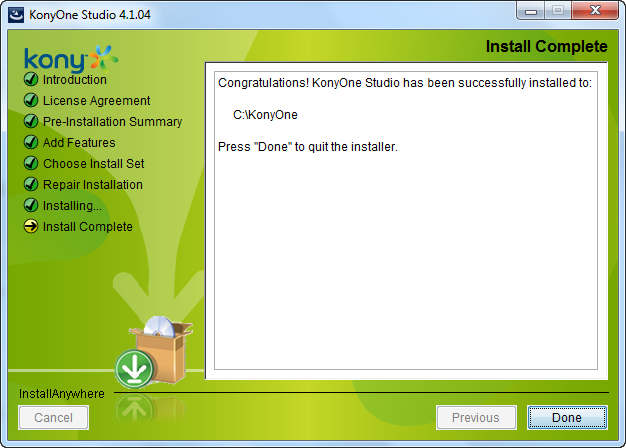 KonyOne Studio 4.1.04
Install Complete
kony
Introduction
License Agreement
Pre-Installation Summary
Add Features
Choose Install Set
Repair Installation
Installing...
Install Complete
Congratulations! KonyOne Studio has been successfully installed to:
C:\KonyOne
Press "Done" to quit the installer.
InstallAnywhere
Cancel
Previous
Done